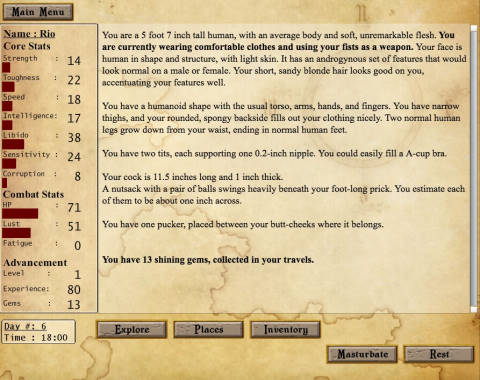 Main Menu
Name : Rio
Core Stats
Strength : 14
Toughness : 22
Speed : 18
Intelligence: 17
Libido : 38
Sensitivity : 24
Corruption : 8
Combat Stats
HP : 71
Lust : 51
Fatigue : 0
Advancement
Level : 1
Experience: 80
Gems : 13
You are a 5 foot 7 inch tall human, with an average body and soft, unremarkable flesh. You
are currently wearing comfortable clothes and using your fists as a weapon. Your face is
human in shape and structure, with light skin. It has an androgynous set of features that would
look normal on a male or female. Your short, sandy blonde hair looks good on you,
accentuating your features well.
You have a humanoid shape with the usual torso, arms, hands, and fingers. You have narrow
thighs, and your rounded, spongy backside fills out your clothing nicely. Two normal human
legs grow down from your waist, ending in normal human feet.
You have two tits, each supporting one 0.2-inch nipple. You could easily fill a A-cup bra.
Your cock is 11.5 inches long and 1 inch thick.
A nutsack with a pair of balls swings heavily beneath your foot-long prick. You estimate each
of them to be about one inch across.
You have one pucker, placed between your butt-cheeks where it belongs.
You have 13 shining gems, collected in your travels.
Day #: 6
Time : 18:00
Explore
Places
Inventory
Masturbate
Rest